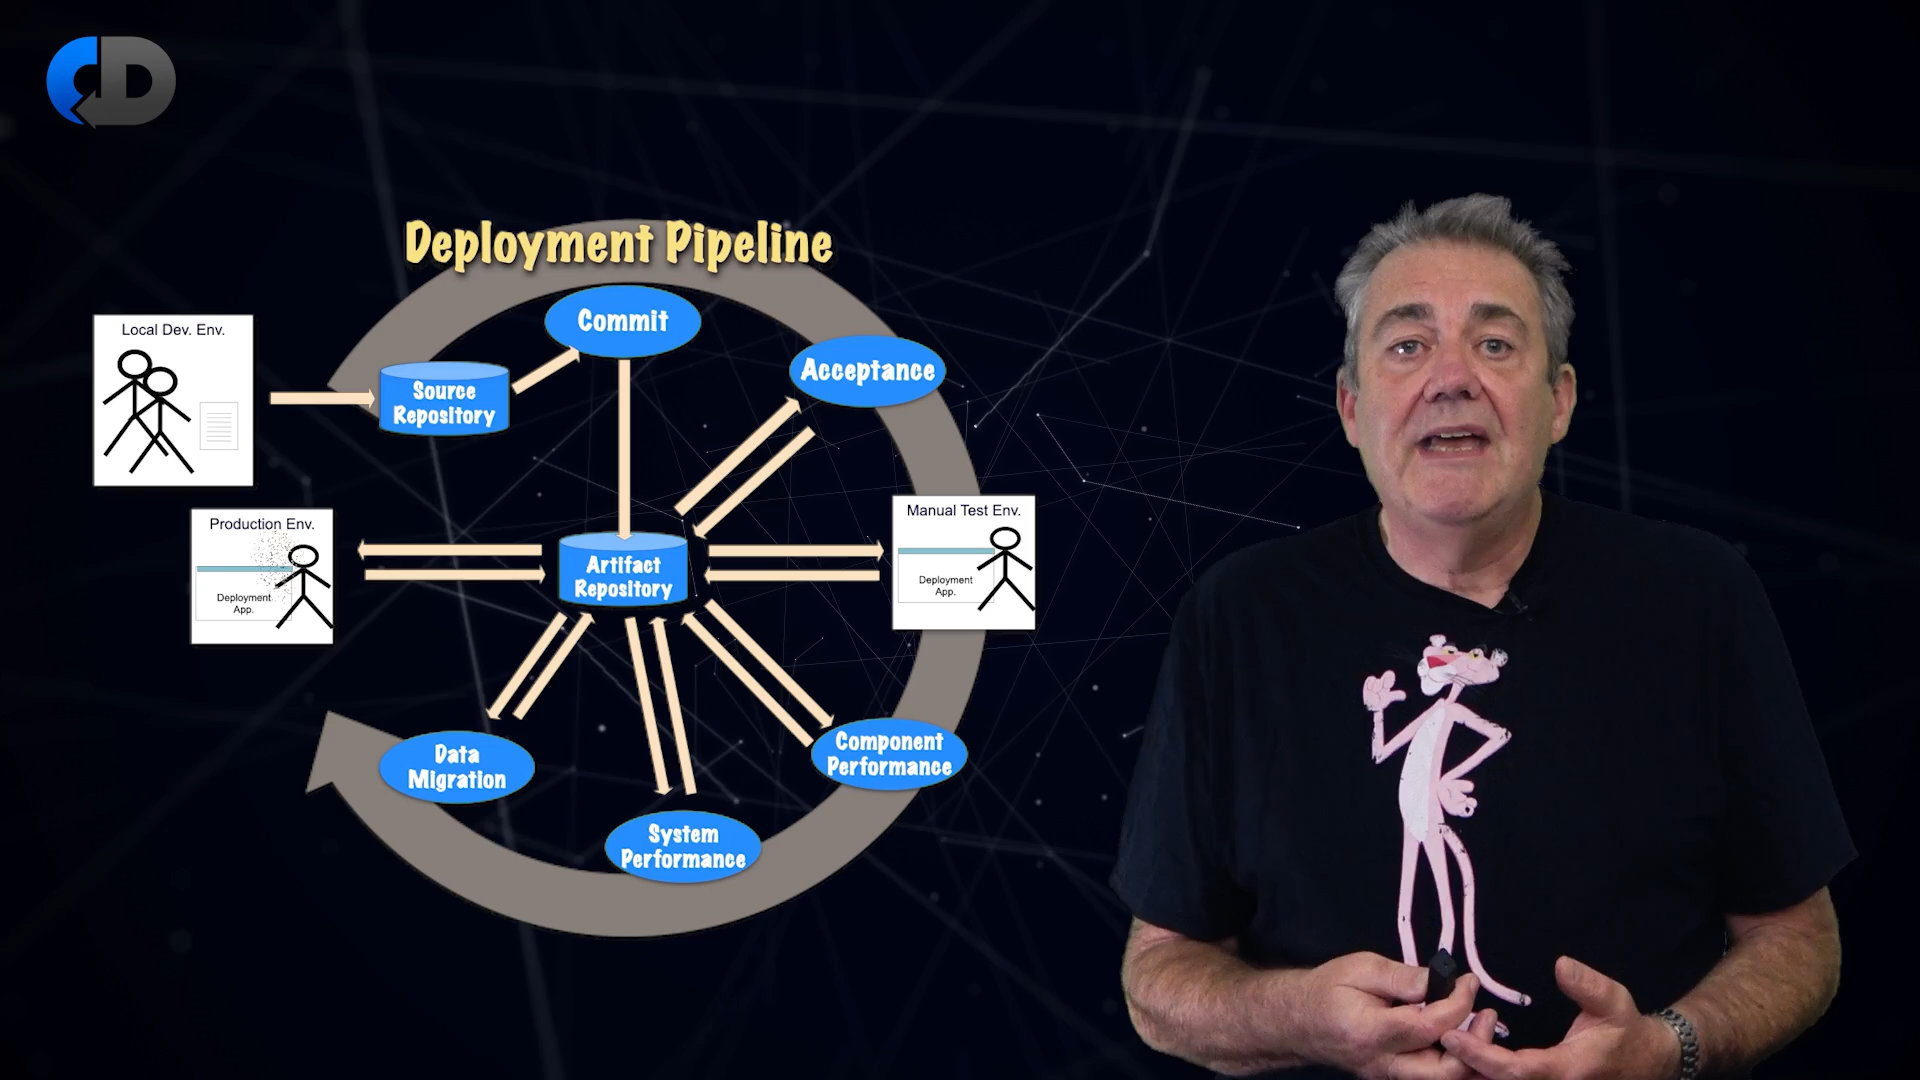 CD
Deployment Pipeline
Commit
Local Dev. Env.
Acceptance
Source
Repository
Production Env.
Deployment
App.
Artifact
Repository
Manual Test Env.
Deployment
App.
Data
Migration
Component
Performance
System
Performance